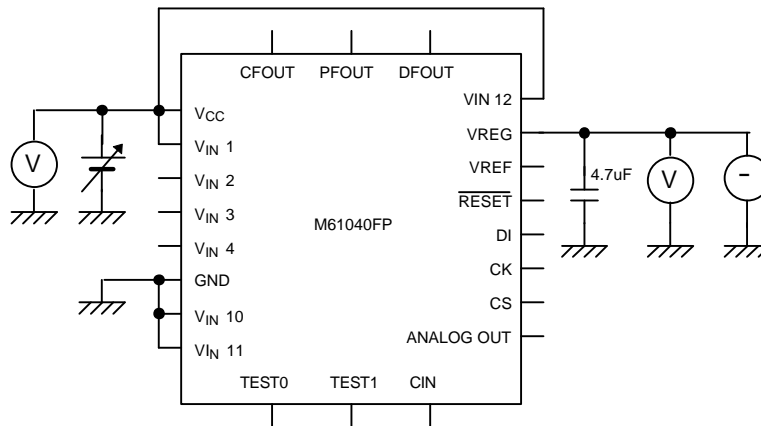 CFOUT PFOUT DFOUT
VCC
VIN 1
VIN 2
VIN 3
VIN 4
GND
VIN 10
VIN 11
V
M61040FP
VIN 12
VREG
VREF
RESET
DI
CK
CS
ANALOG OUT
4.7uF
V
−
TEST0 TEST1 CIN